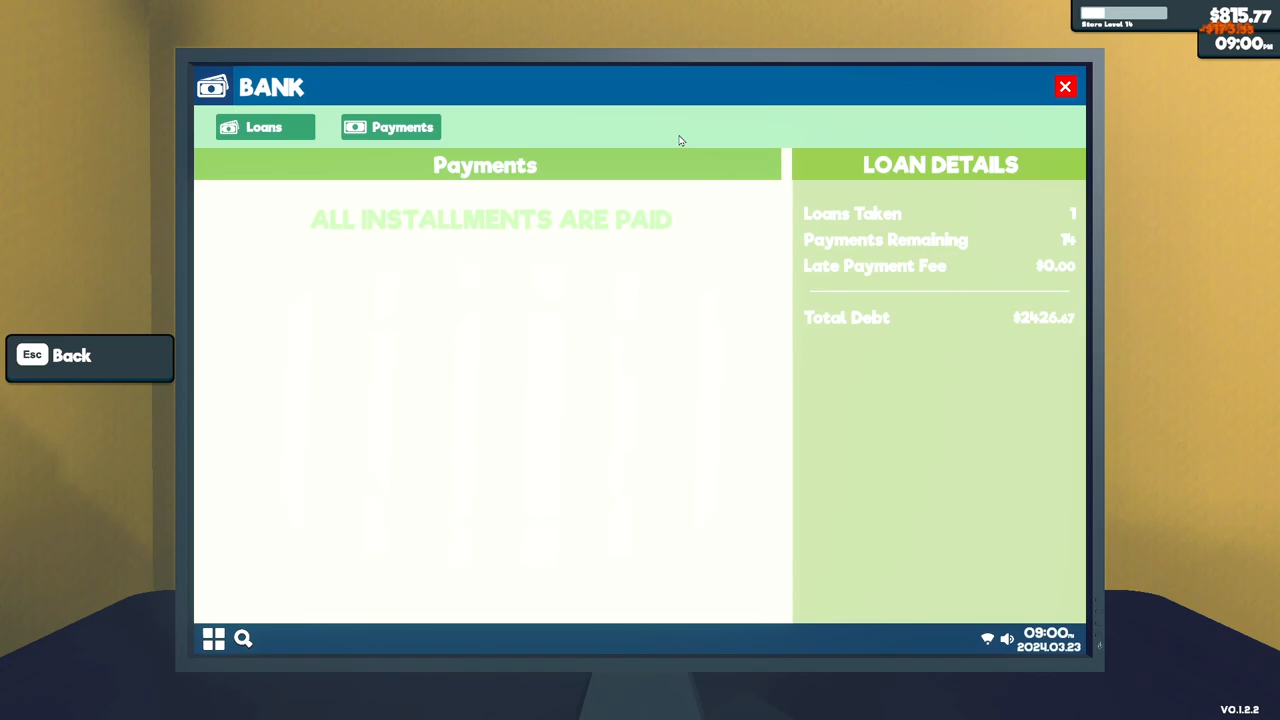 $815.77
Store Level 14
09:00PM
BANK
Loans
Payments
Payments
LOAN DETAILS
ALL INSTALLMENTS ARE PAID
Loans Taken 1
Payments Remaining 14
Late Payment Fee $0.00
Total Debt $2426.67
Esc Back
09:00PM
2024.03.23
V0.1.2.2